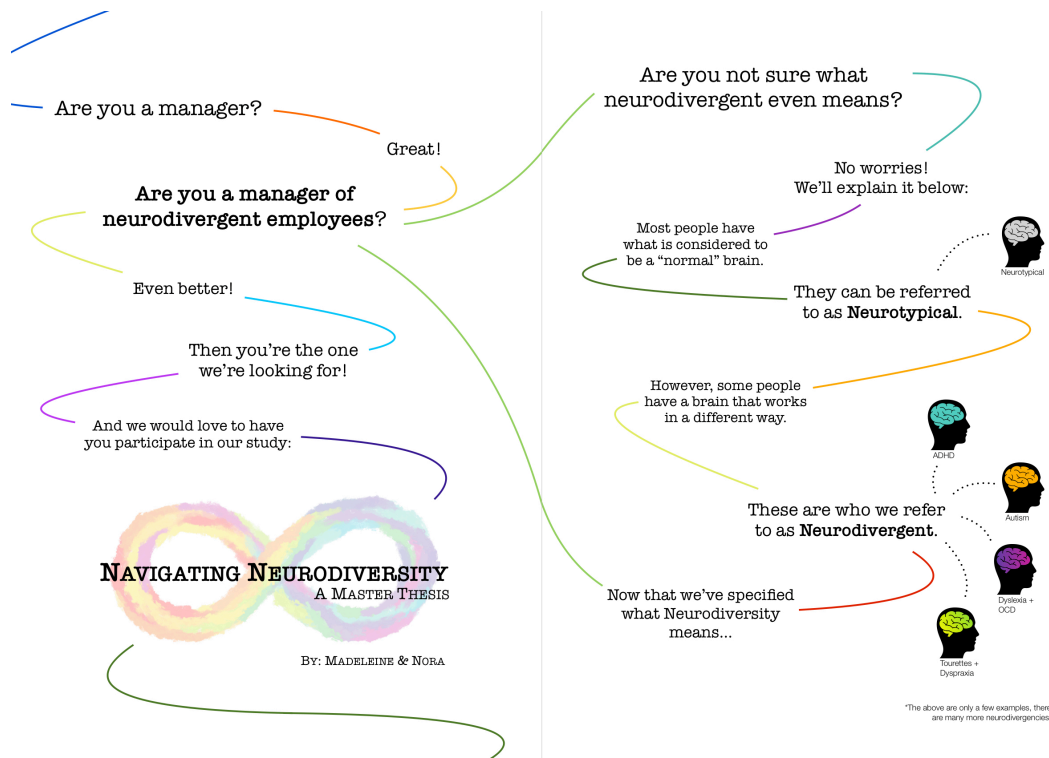 Are you a manager?
Great!
Are you a manager of
neurodivergent employees?
Even better!
Then you're the one
we're looking for!
And we would love to have
you participate in our study:
NAVIGATING NEURODIVERSITY
A MASTER THESIS
BY: MADELEINE & NORA
Are you not sure what
neurodivergent even means?
No worries!
We'll explain it below:
Most people have
what is considered to
be a "normal" brain.
Neurotypical
They can be referred
to as Neurotypical.
However, some people
have a brain that works
in a different way.
ADHD
Autism
These are who we refer
to as Neurodivergent.
Dyslexia +
OCD
Tourettes +
Dyspraxia
Now that we've specified
what Neurodiversity
means...
*The above are only a few examples, there
are many more neurodivergencies